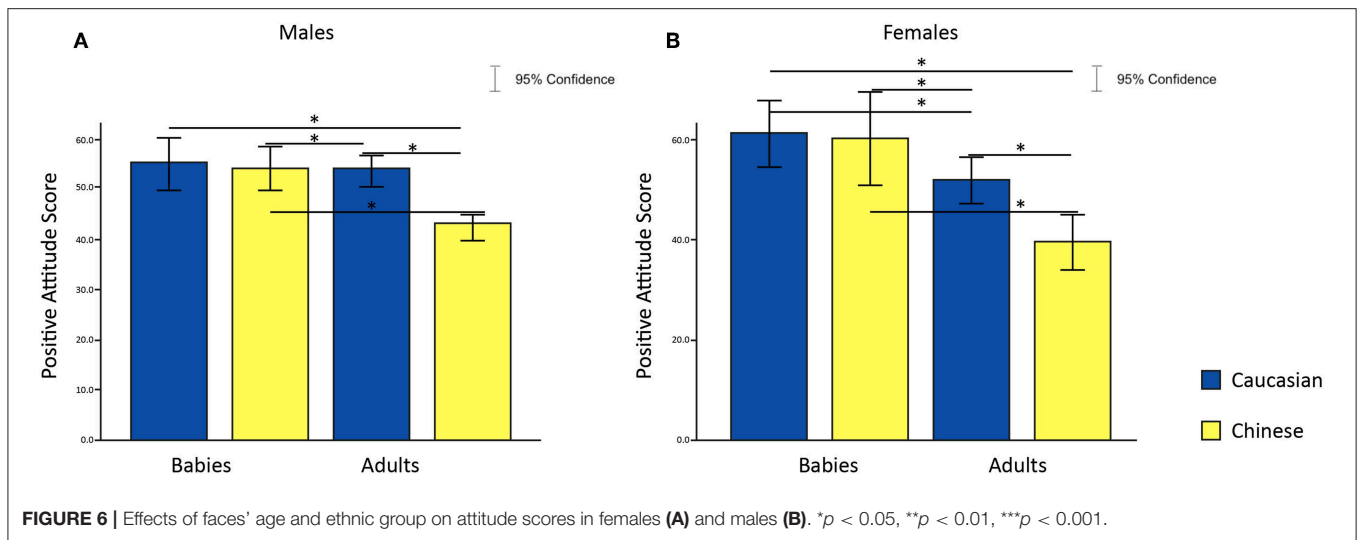 A
Males
B
Females
95% Confidence
95% Confidence
*
*
*
*
*
*
*
*
*
Positive Attitude Score
60.0
50.0
40.0
30.0
20.0
10.0
0.0
Babies
Adults
Positive Attitude Score
60.0
40.0
20.0
0.0
Babies
Adults
Caucasian
Chinese
FIGURE 6 | Effects of faces' age and ethnic group on attitude scores in females (A) and males (B). *p < 0.05, **p < 0.01, ***p < 0.001.